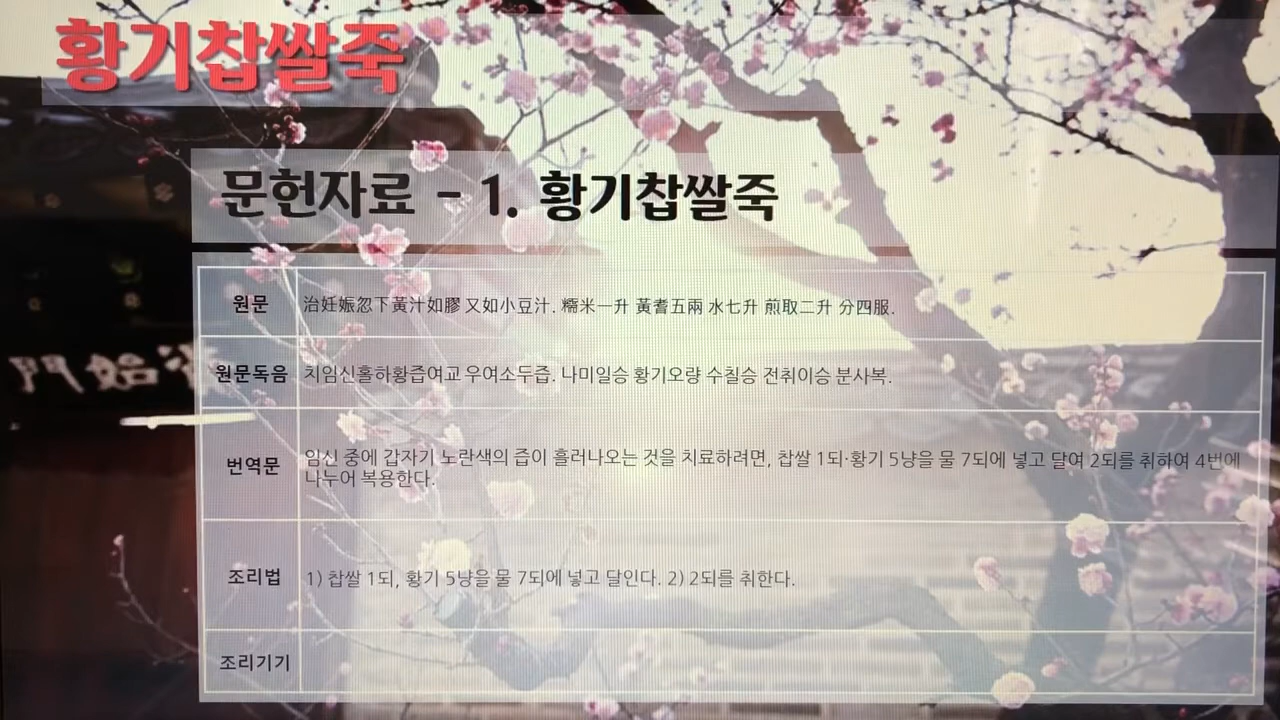 황기찹쌀죽
문헌자료 - 1. 황기찹쌀죽
원문 治妊娠忽下黃汁如膠 又如小豆汁. 糯米一升 黃耆五兩 水七升 煎取二升 分四服.
원문독음 치임신홀하황즙여교 우여소두즙. 나미일승 황기오량 수칠승 전취이승 분사복.
번역문 임신 중에 갑자기 노란색의 즙이 흘러나오는 것을 치료하려면, 찹쌀 1되·황기 5냥을 물 7되에 넣고 달여 2되를 취하여 4번에
나누어 복용한다.
조리법 1) 찹쌀 1되, 황기 5냥을 물 7되에 넣고 달인다. 2) 2되를 취한다.
조리기기
門始